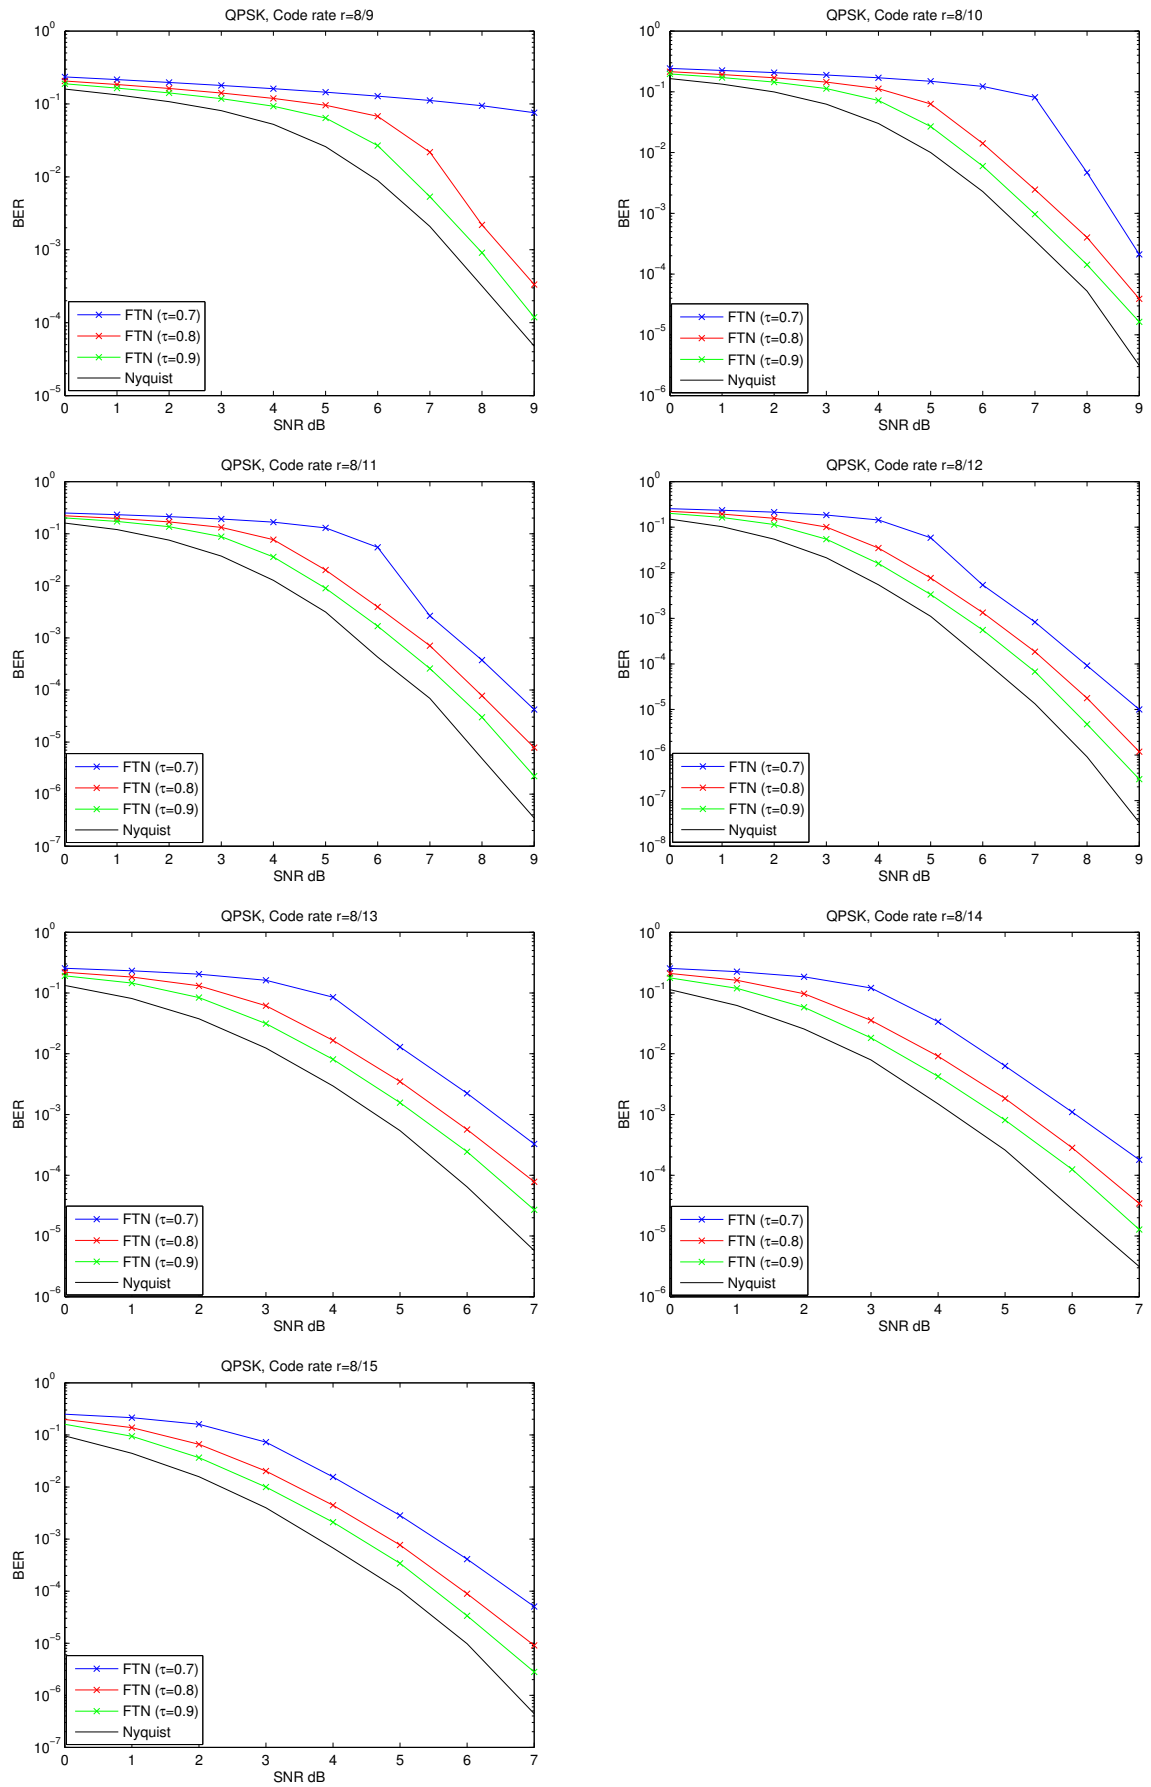 QPSK, Code rate r=8/9
BER
10^0
10^-1
10^-2
10^-3
10^-4
10^-5
FTN (τ=0.7)
FTN (τ=0.8)
FTN (τ=0.9)
Nyquist
0 1 2 3 4 5 6 7 8 9
SNR dB
QPSK, Code rate r=8/10
BER
10^0
10^-1
10^-2
10^-3
10^-4
10^-5
10^-6
FTN (τ=0.7)
FTN (τ=0.8)
FTN (τ=0.9)
Nyquist
0 1 2 3 4 5 6 7 8 9
SNR dB
QPSK, Code rate r=8/11
BER
10^0
10^-1
10^-2
10^-3
10^-4
10^-5
10^-6
10^-7
FTN (τ=0.7)
FTN (τ=0.8)
FTN (τ=0.9)
Nyquist
0 1 2 3 4 5 6 7 8 9
SNR dB
QPSK, Code rate r=8/12
BER
10^0
10^-1
10^-2
10^-3
10^-4
10^-5
10^-6
10^-7
10^-8
FTN (τ=0.7)
FTN (τ=0.8)
FTN (τ=0.9)
Nyquist
0 1 2 3 4 5 6 7 8 9
SNR dB
QPSK, Code rate r=8/13
BER
10^0
10^-1
10^-2
10^-3
10^-4
10^-5
10^-6
FTN (τ=0.7)
FTN (τ=0.8)
FTN (τ=0.9)
Nyquist
0 1 2 3 4 5 6 7
SNR dB
QPSK, Code rate r=8/14
BER
10^0
10^-1
10^-2
10^-3
10^-4
10^-5
10^-6
FTN (τ=0.7)
FTN (τ=0.8)
FTN (τ=0.9)
Nyquist
0 1 2 3 4 5 6 7
SNR dB
QPSK, Code rate r=8/15
BER
10^0
10^-1
10^-2
10^-3
10^-4
10^-5
10^-6
10^-7
FTN (τ=0.7)
FTN (τ=0.8)
FTN (τ=0.9)
Nyquist
0 1 2 3 4 5 6 7
SNR dB